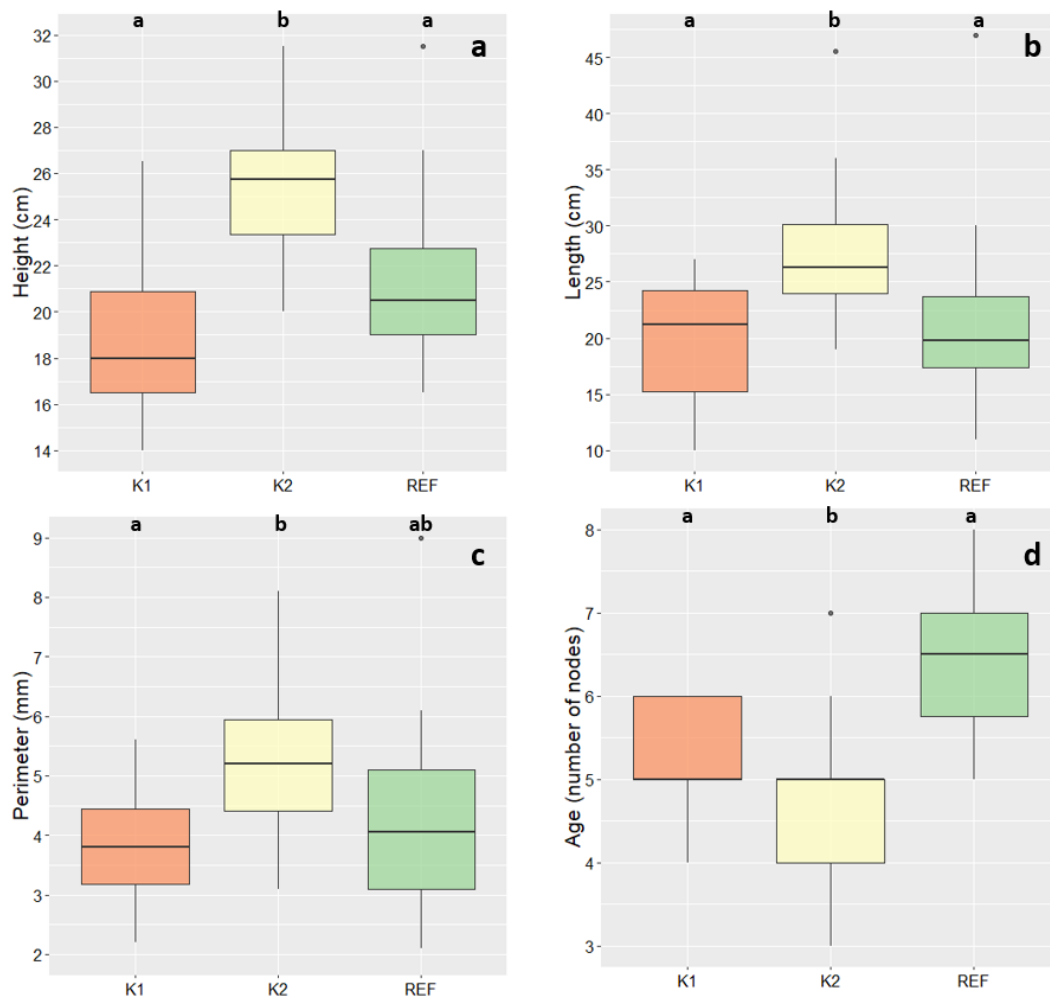 a b a
a
Height (cm)
32
30
28
26
24
22
20
18
16
14
K1 K2 REF
a b a
b
Length (cm)
45
40
35
30
25
20
15
10
K1 K2 REF
a b ab
c
Perimeter (mm)
9
8
7
6
5
4
3
2
K1 K2 REF
a b a
d
Age (number of nodes)
8
7
6
5
4
3
K1 K2 REF